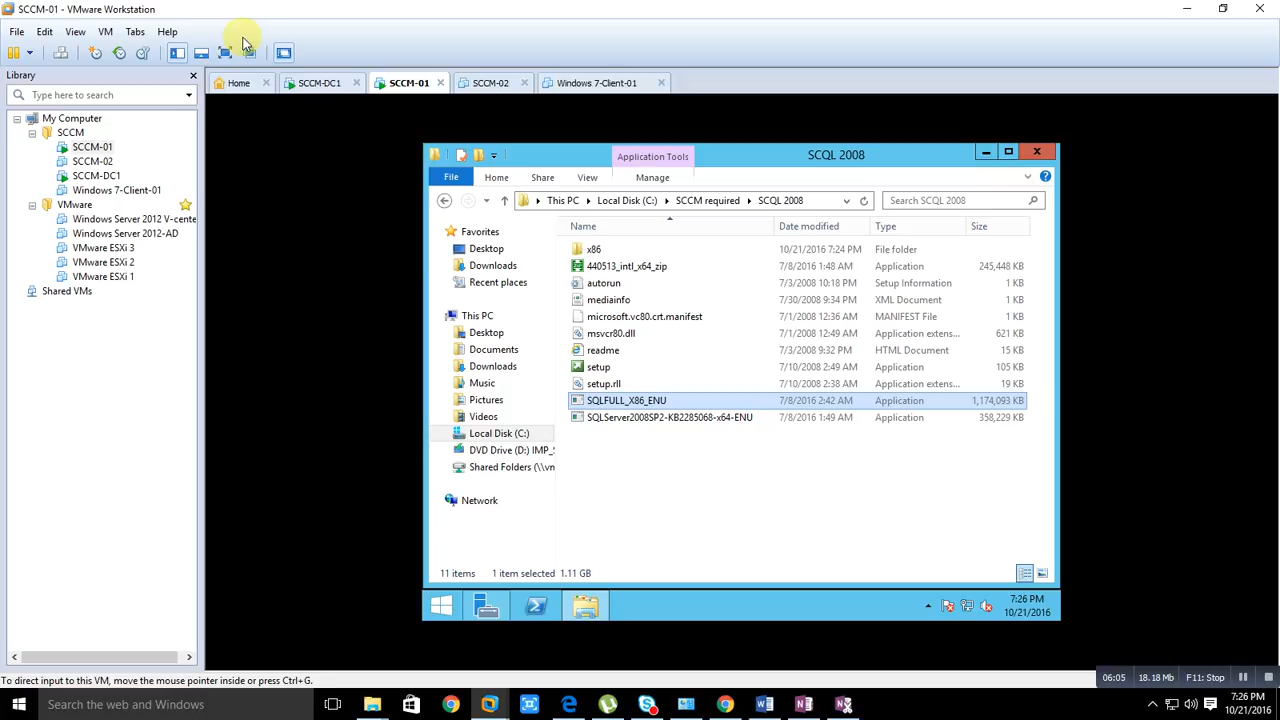 SCCM-01 - VMware Workstation
File Edit View VM Tabs Help
Library
Type here to search
My Computer
SCCM
SCCM-01
SCCM-02
SCCM-DC1
Windows 7-Client-01
VMware
Windows Server 2012 V-cente
Windows Server 2012-AD
VMware ESXi 3
VMware ESXi 2
VMware ESXi 1
Shared VMs
Home SCCM-DC1 SCCM-01 SCCM-02 Windows 7-Client-01
Application Tools SCQL 2008
File Home Share View Manage
This PC Local Disk (C:) SCCM required SCQL 2008 Search SCQL 2008
Favorites
Desktop
Downloads
Recent places
This PC
Desktop
Documents
Downloads
Music
Pictures
Videos
Local Disk (C:)
DVD Drive (D:) IMP_S
Shared Folders (\\vn
Network
Name Date modified Type Size
x86 10/21/2016 7:24 PM File folder
440513_intl_x64_zip 7/8/2016 1:48 AM Application 245,448 KB
autorun 7/3/2008 10:18 PM Setup Information 1 KB
mediainfo 7/30/2008 9:34 PM XML Document 1 KB
microsoft.vc80.crt.manifest 7/1/2008 12:36 AM MANIFEST File 1 KB
msvcr80.dll 7/1/2008 12:49 AM Application extens... 621 KB
readme 7/3/2008 9:32 PM HTML Document 15 KB
setup 7/10/2008 2:49 AM Application 105 KB
setup.rll 7/10/2008 2:38 AM Application extens... 19 KB
SQLFULL_X86_ENU 7/8/2016 2:42 AM Application 1,174,093 KB
SQLServer2008SP2-KB2285068-x64-ENU 7/8/2016 1:49 AM Application 358,229 KB
11 items 1 item selected 1.11 GB
7:26 PM
10/21/2016
To direct input to this VM, move the mouse pointer inside or press Ctrl+G.
06:05 18.18 Mb F11: Stop
Search the web and Windows
7:26 PM
10/21/2016